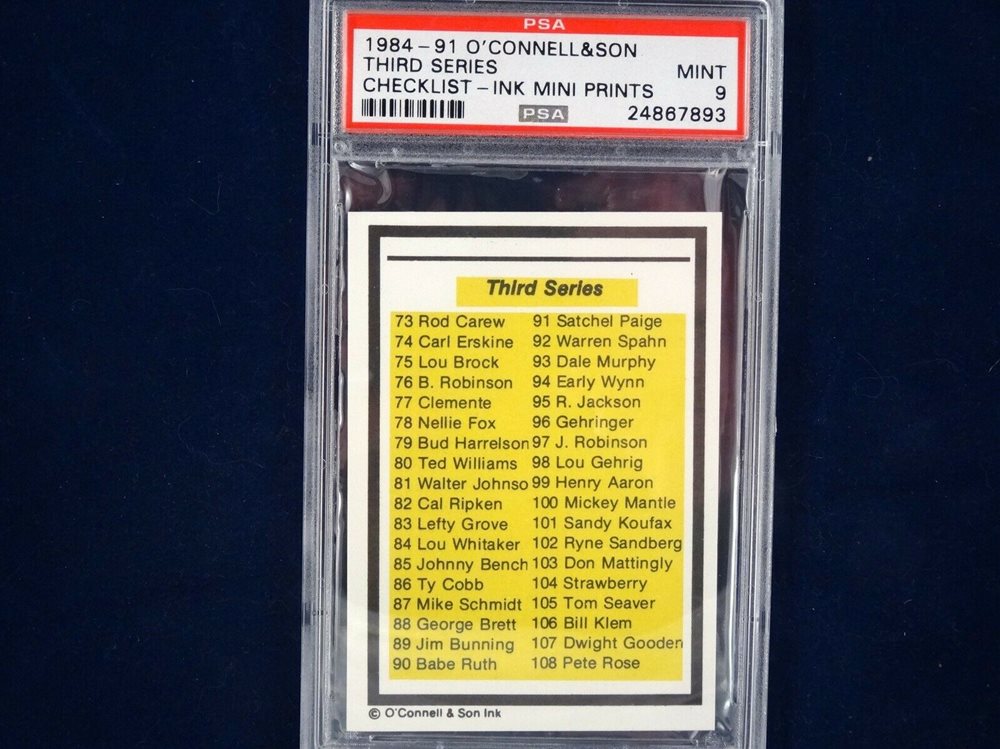 PSA
1984-91 O'CONNELL&SON
THIRD SERIES MINT
CHECKLIST-INK MINI PRINTS 9
PSA 24867893
Third Series
73 Rod Carew 91 Satchel Paige
74 Carl Erskine 92 Warren Spahn
75 Lou Brock 93 Dale Murphy
76 B. Robinson 94 Early Wynn
77 Clemente 95 R. Jackson
78 Nellie Fox 96 Gehringer
79 Bud Harrelson 97 J. Robinson
80 Ted Williams 98 Lou Gehrig
81 Walter Johnso 99 Henry Aaron
82 Cal Ripken 100 Mickey Mantle
83 Lefty Grove 101 Sandy Koufax
84 Lou Whitaker 102 Ryne Sandberg
85 Johnny Bench 103 Don Mattingly
86 Ty Cobb 104 Strawberry
87 Mike Schmidt 105 Tom Seaver
88 George Brett 106 Bill Klem
89 Jim Bunning 107 Dwight Gooden
90 Babe Ruth 108 Pete Rose
© O'Connell & Son Ink